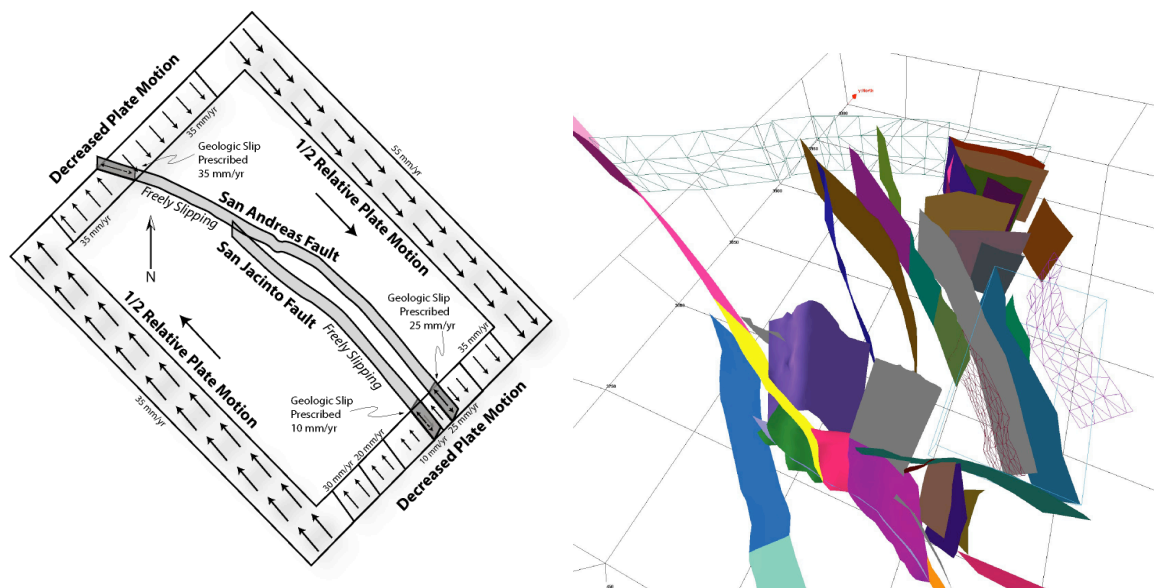 Decreased Plate Motion
35 mm/yr
Geologic Slip
Prescribed
35 mm/yr
55 mm/yr
1/2 Relative Plate Motion
35 mm/yr
Freely Slipping
San Andreas Fault
San Jacinto Fault
Freely Slipping
N
1/2 Relative Plate Motion
35 mm/yr
Geologic Slip
Prescribed
25 mm/yr
35 mm/yr
Geologic Slip
Prescribed
10 mm/yr
30 mm/yr
20 mm/yr
10 mm/yr
25 mm/yr
Decreased Plate Motion
y:North